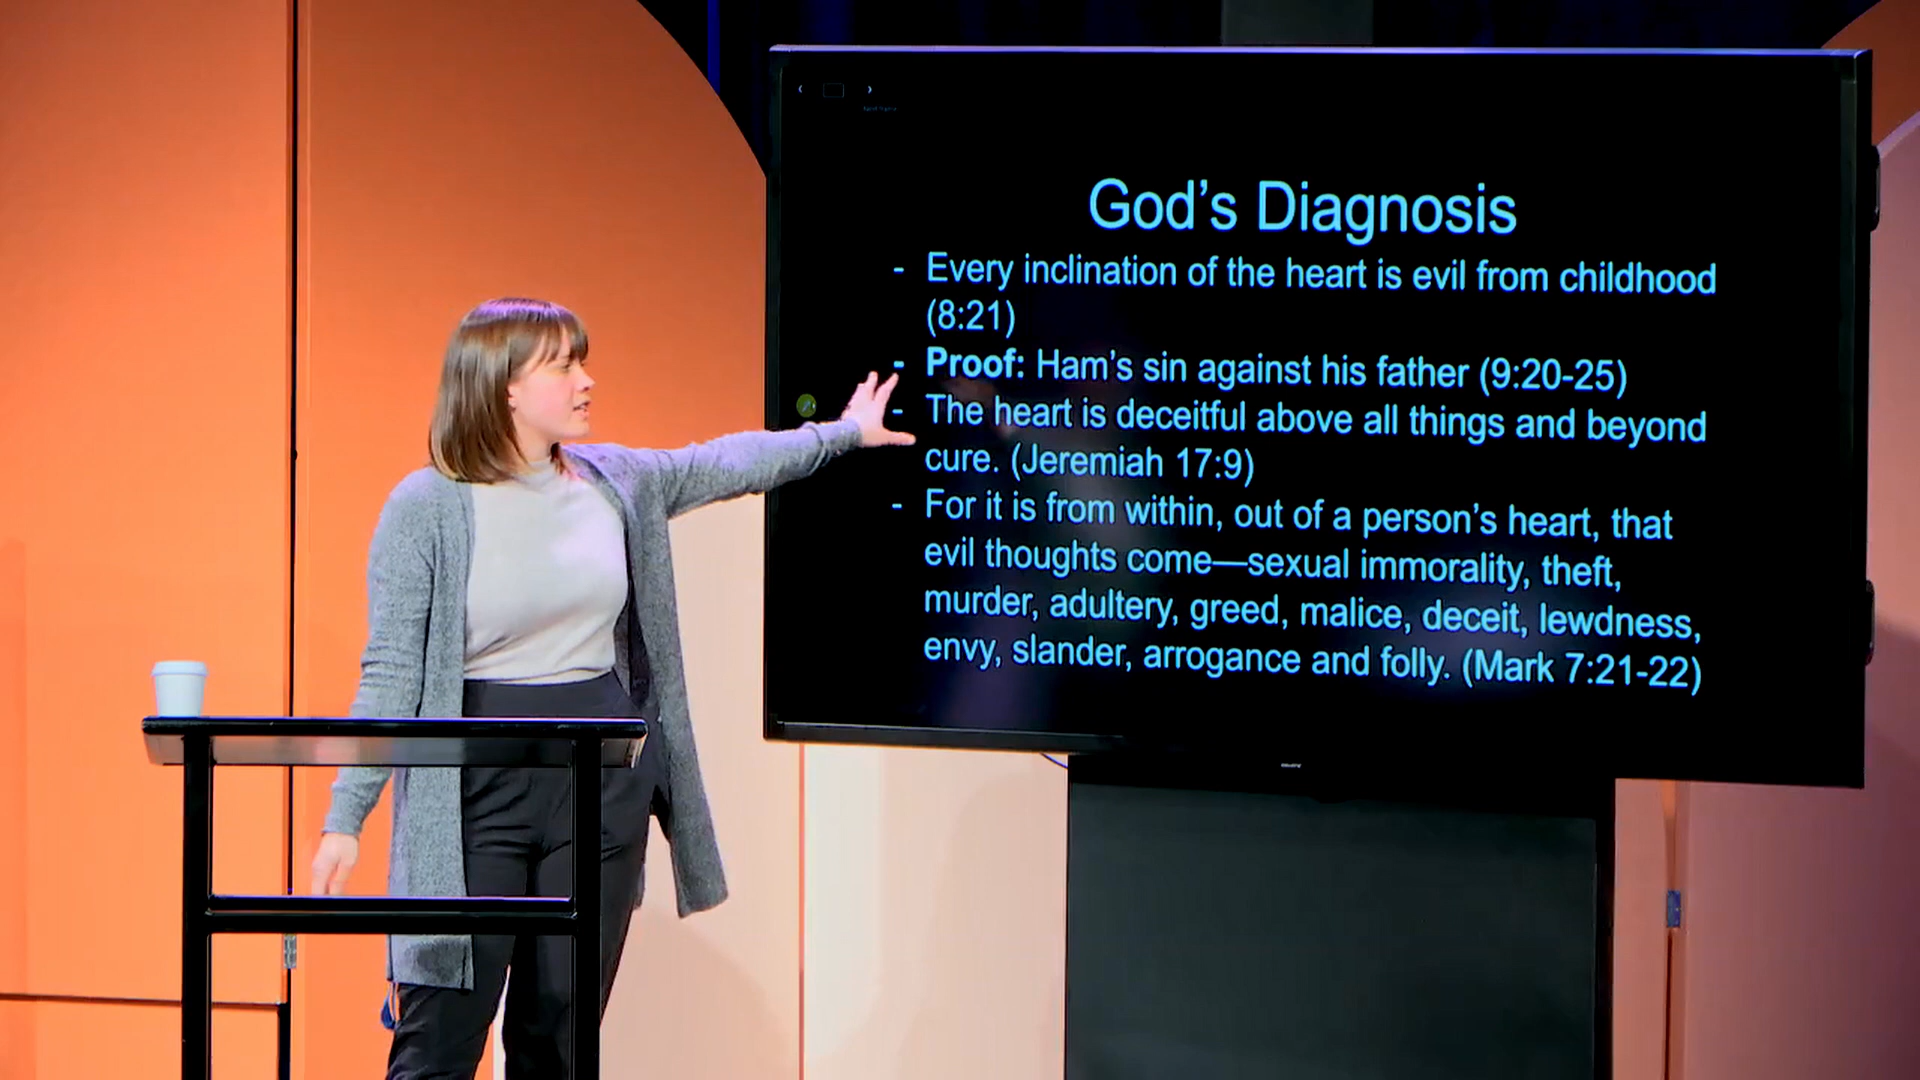 God's Diagnosis
- Every inclination of the heart is evil from childhood
(8:21)
- Proof: Ham's sin against his father (9:20-25)
- The heart is deceitful above all things and beyond
cure. (Jeremiah 17:9)
- For it is from within, out of a person's heart, that
evil thoughts come—sexual immorality, theft,
murder, adultery, greed, malice, deceit, lewdness,
envy, slander, arrogance and folly. (Mark 7:21-22)